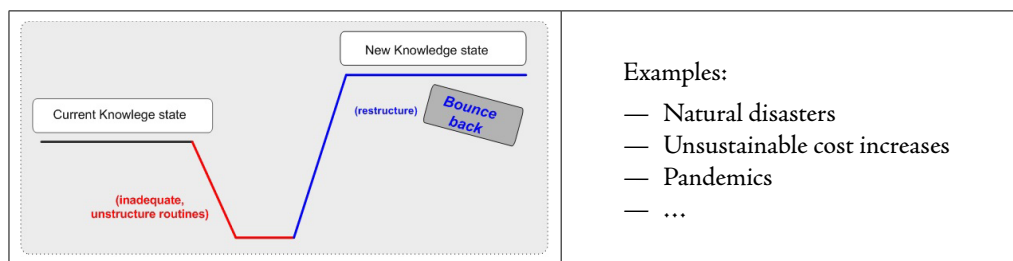 New Knowledge state
Current Knowlege state
(restructure)
Bounce
back
(inadequate,
unstructure routines)
Examples:
— Natural disasters
— Unsustainable cost increases
— Pandemics
— ...